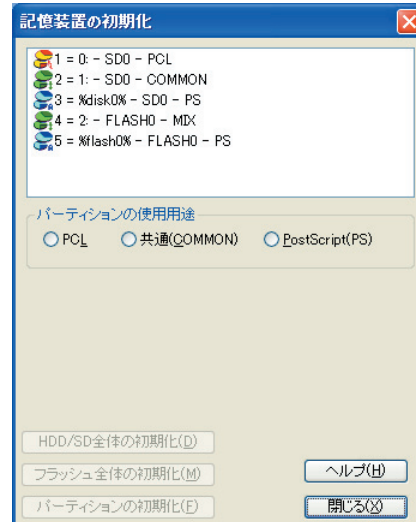 記憶装置の初期化
1 = 0: - SD0 - PCL
2 = 1: - SD0 - COMMON
3 = %disk0% - SD0 - PS
4 = 2: - FLASH0 - MIX
5 = %flash0% - FLASH0 - PS
パーティションの使用用途
PCL 共通(COMMON) PostScript(PS)
HDD/SD全体の初期化(D)
フラッシュ全体の初期化(M)
ヘルプ(H)
パーティションの初期化(F)
閉じる(X)